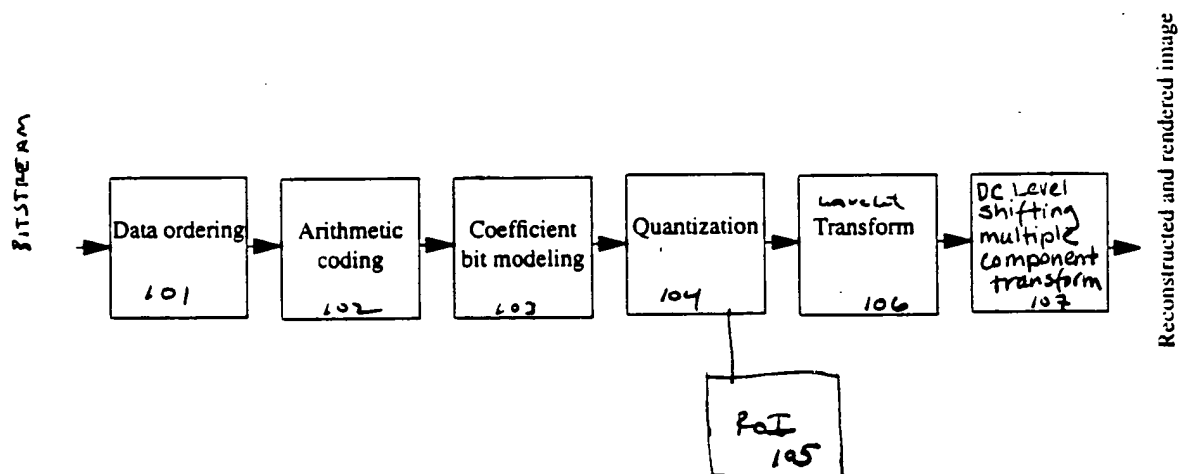 BITSTREAM
Data ordering
101
Arithmetic
coding
102
Coefficient
bit modeling
103
Quantization
104
wavelet
Transform
106
DC Level
shifting
multiple
component
transform
107
Reconstructed and rendered image
RoI
105